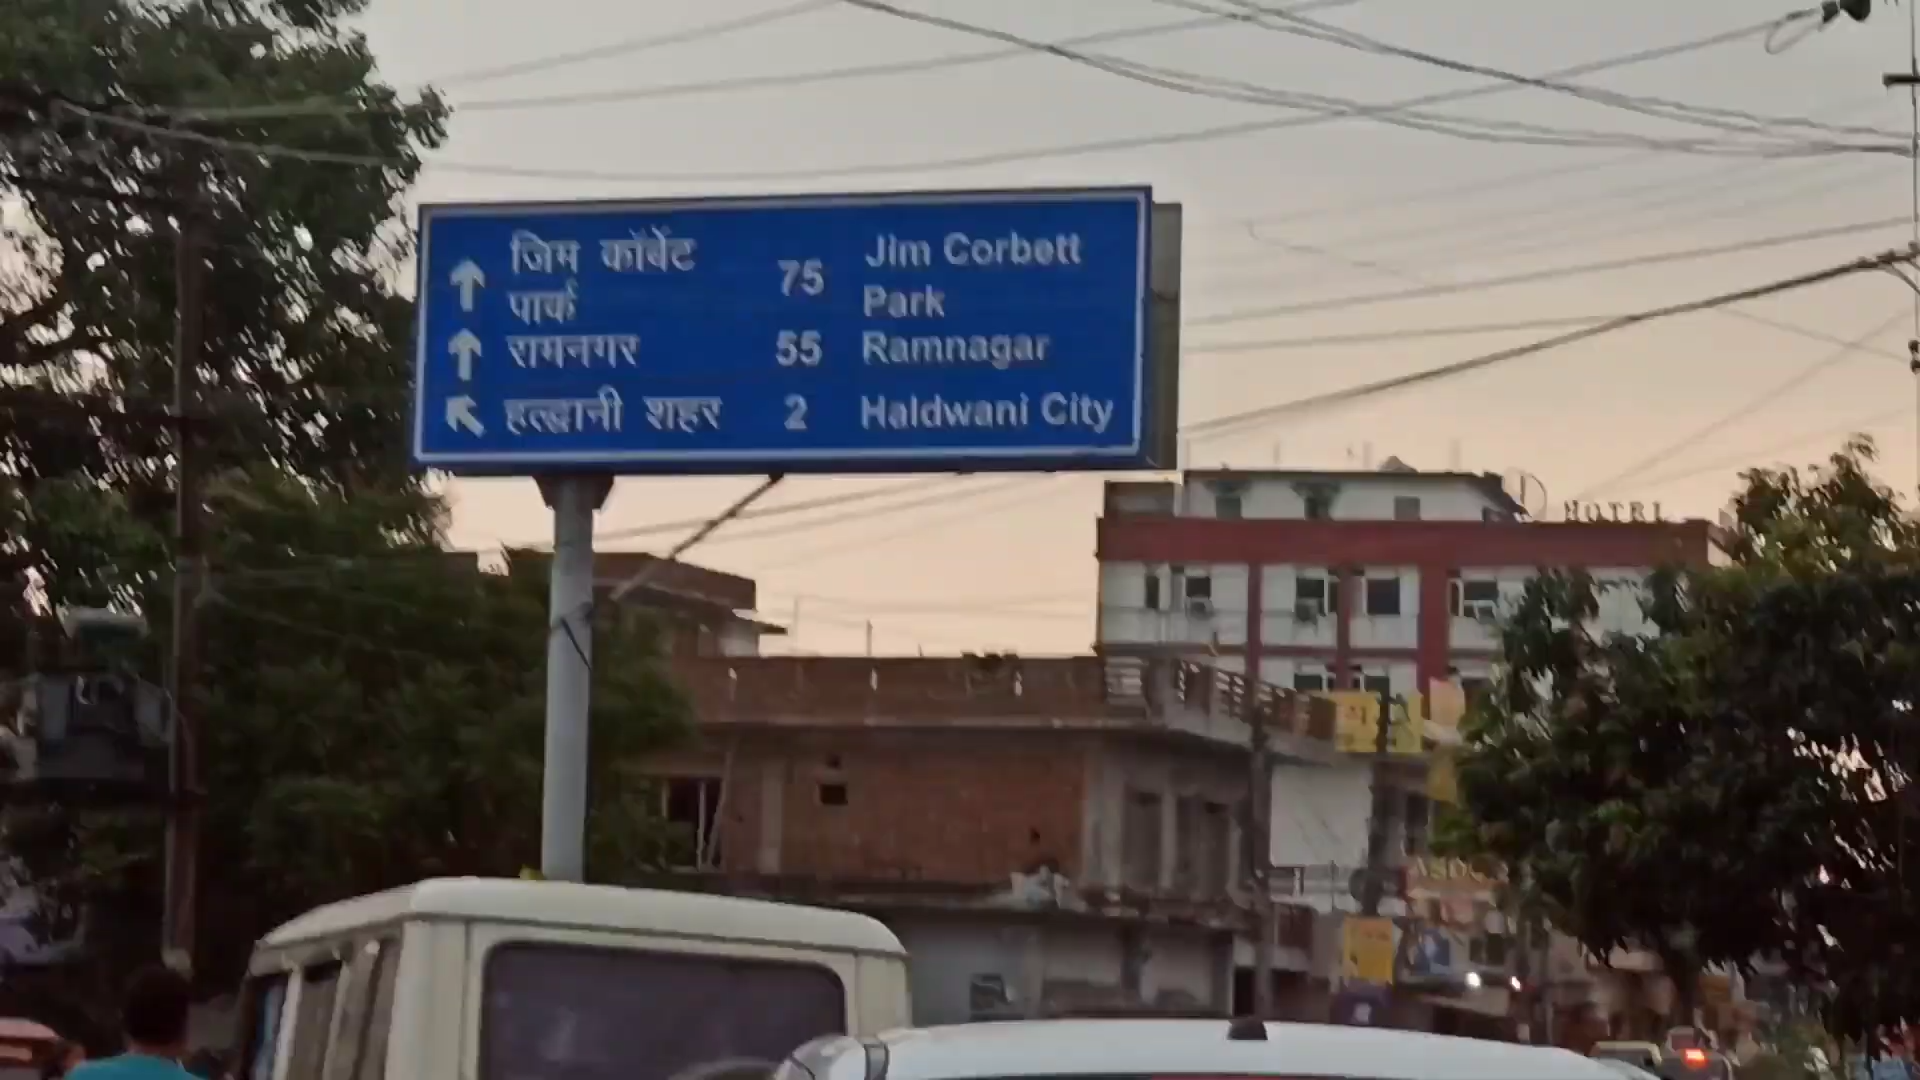 जिम कॉर्बेट
पार्क
75
Jim Corbett
Park
रामनगर 55 Ramnagar
हल्द्वानी शहर 2 Haldwani City
HOTEL